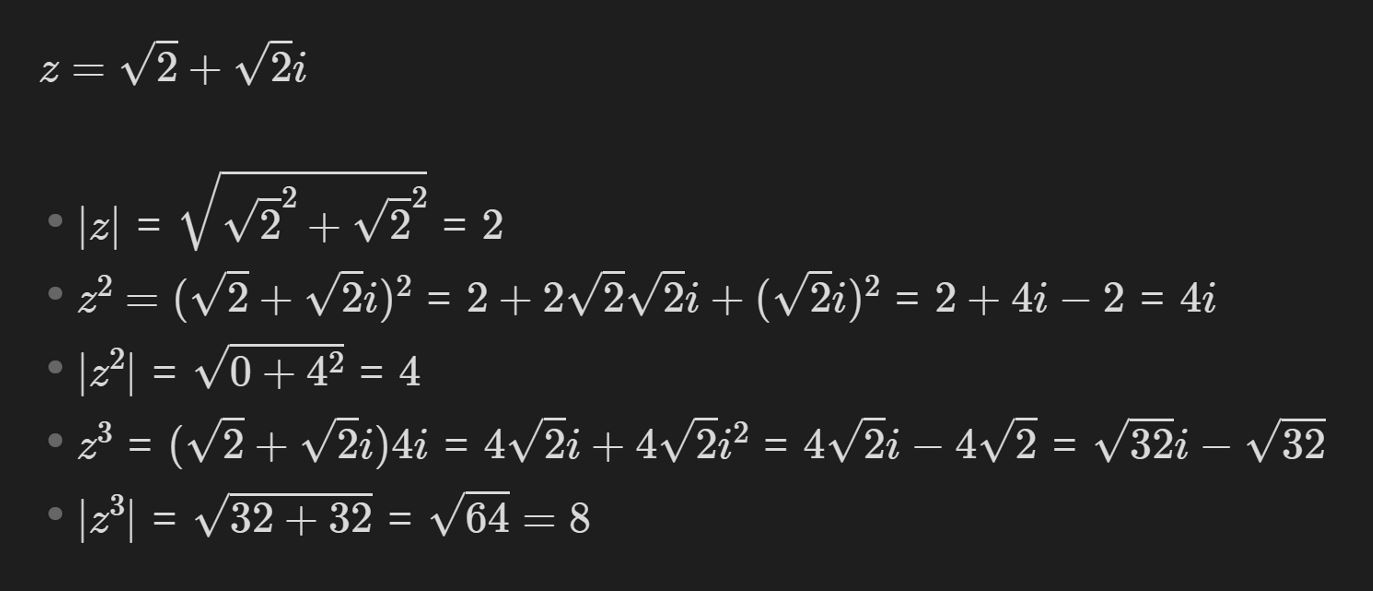 z = √2 + √2i
• |z| = √(√2² + √2²) = 2
• z² = (√2 + √2i)² = 2 + 2√2√2i + (√2i)² = 2 + 4i − 2 = 4i
• |z²| = √(0 + 4²) = 4
• z³ = (√2 + √2i)4i = 4√2i + 4√2i² = 4√2i − 4√2 = √32i − √32
• |z³| = √(32 + 32) = √64 = 8